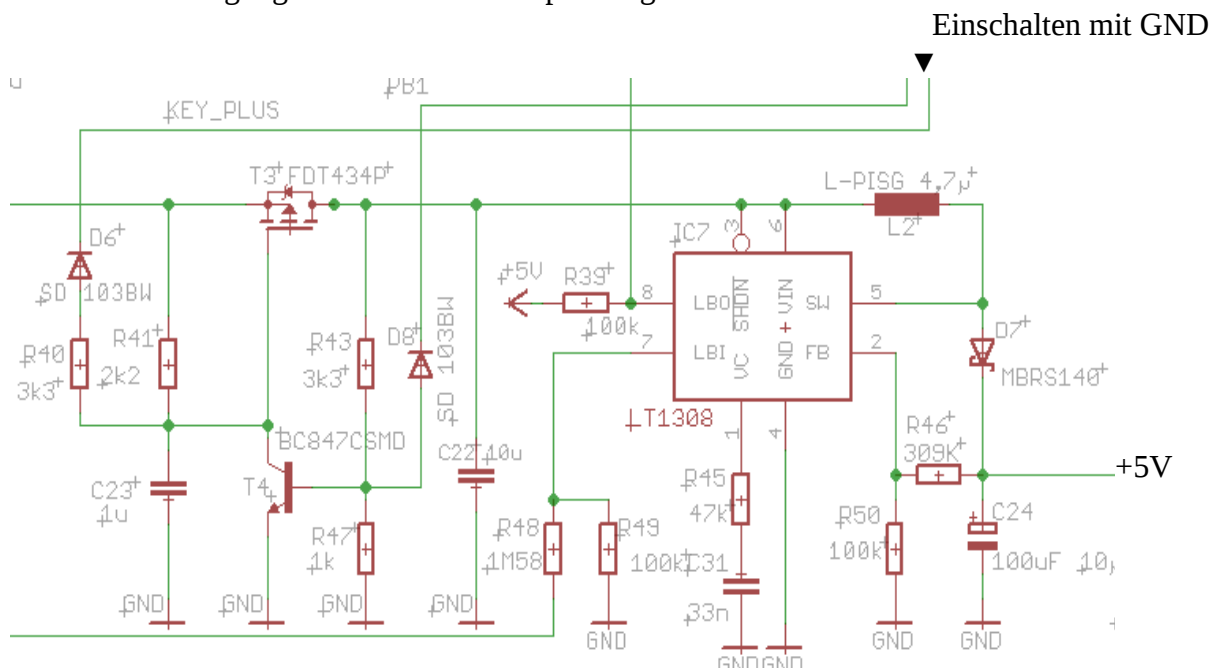 Einschalten mit GND
PB1
KEY_PLUS
T3 FDT434P
L-PISG 4,7µ
L2
D6
SD 103BW
IC7
3
6
+5V
R39
100k
8
LBO
SHDN
VIN
SW
5
7
LBI
VC
GND
FB
2
LT1308
1
4
D7
MBRS140
R40
3k3
R41
2k2
R43
3k3
D8
SD 103BW
BC847CSMD
T4
C23
1u
C22 10u
R47
1k
R48
1M58
R49
100k
R45
47k
C31
33n
R46
309K
+5V
R50
100k
C24
100uF
GND
GND
GND
GND
GND
GND
GND
GND
GND